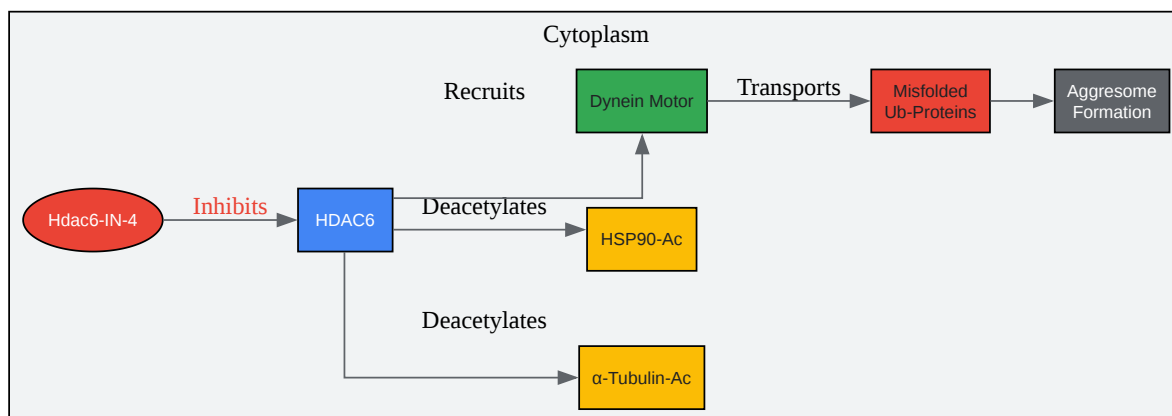 Cytoplasm
Recruits
Dynein Motor
Transports
Misfolded
Ub-Proteins
Aggresome
Formation
Hdac6-IN-4
Inhibits
HDAC6
Deacetylates
HSP90-Ac
Deacetylates
α-Tubulin-Ac